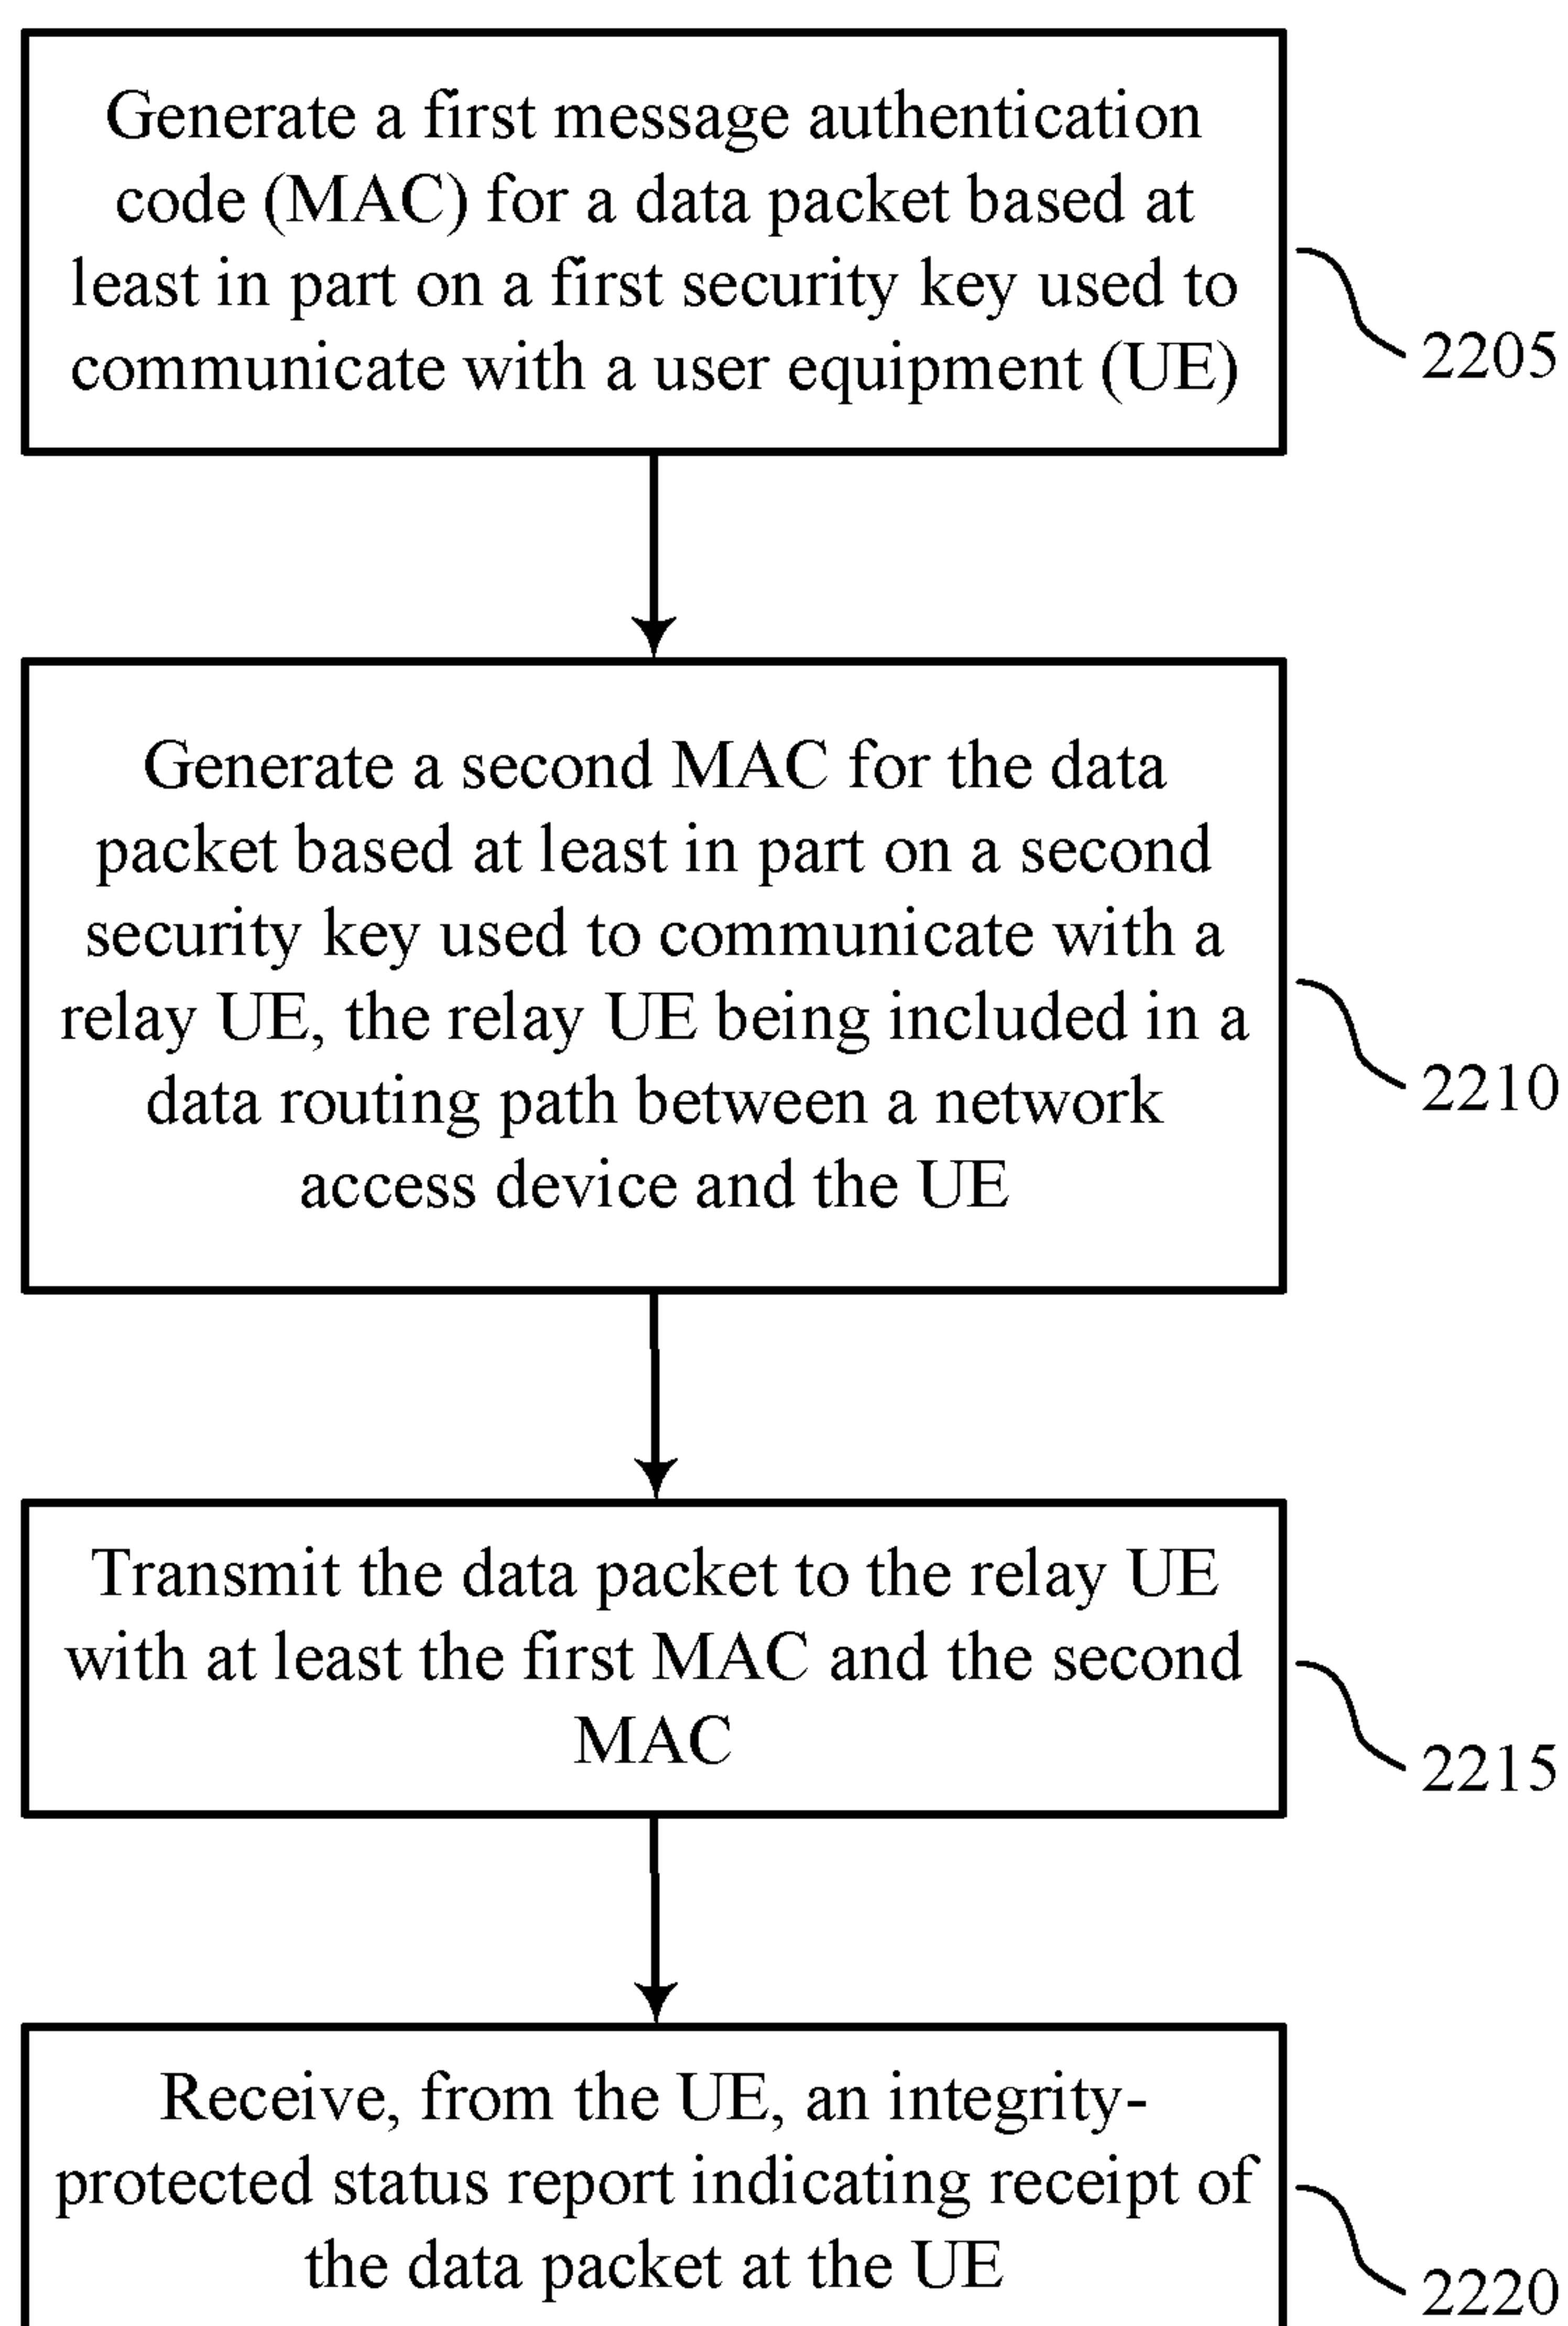 Generate a first message authentication
code (MAC) for a data packet based at
least in part on a first security key used to
communicate with a user equipment (UE)
2205
Generate a second MAC for the data
packet based at least in part on a second
security key used to communicate with a
relay UE, the relay UE being included in a
data routing path between a network
access device and the UE
2210
Transmit the data packet to the relay UE
with at least the first MAC and the second
MAC
2215
Receive, from the UE, an integrity-
protected status report indicating receipt of
the data packet at the UE
2220